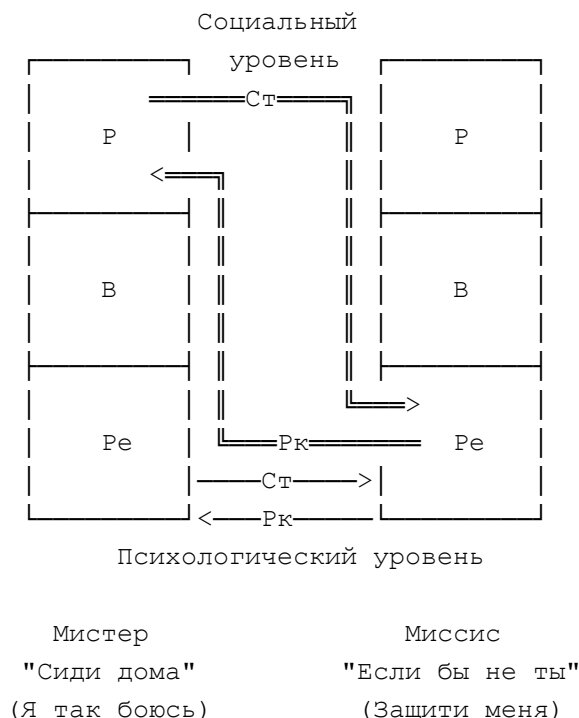 Социальный
уровень
Ст
Р Р
В В
Ре Рк Ре
Ст
Рк
Психологический уровень
Мистер Миссис
"Сиди дома" "Если бы не ты"
(Я так боюсь) (Защити меня)